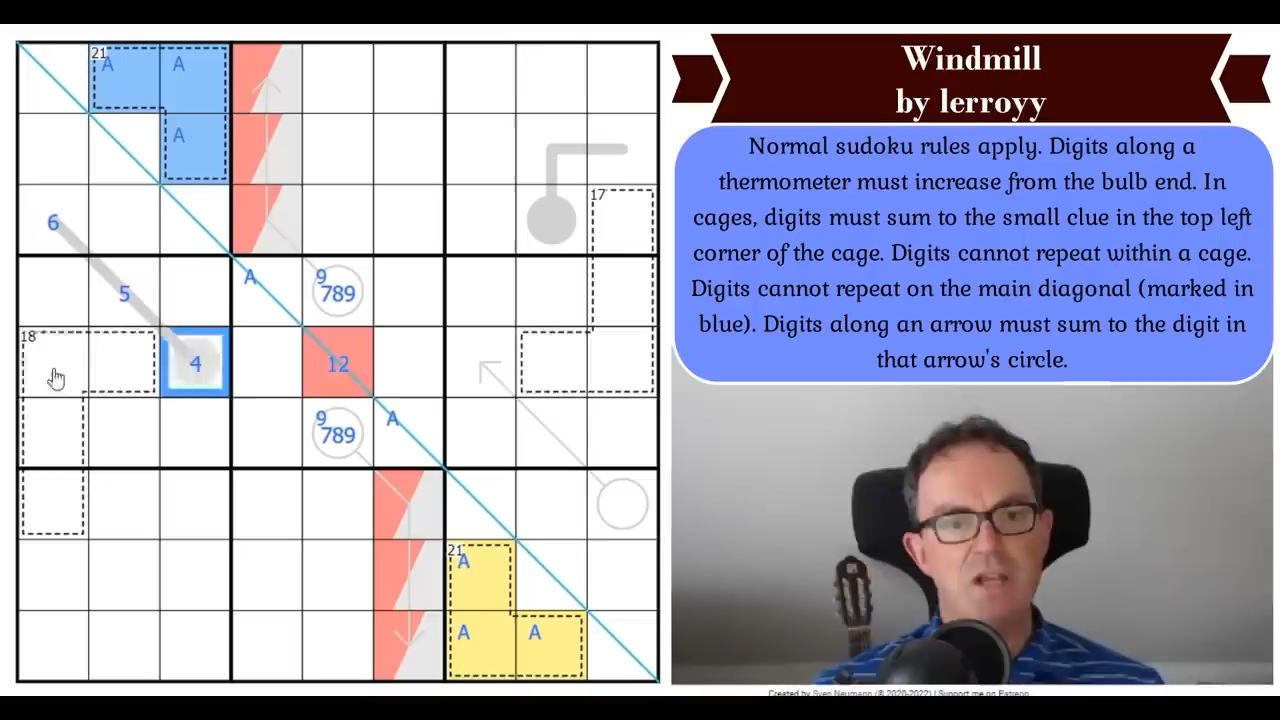 Windmill
by lerroyy
Normal sudoku rules apply. Digits along a
thermometer must increase from the bulb end. In
cages, digits must sum to the small clue in the top left
corner of the cage. Digits cannot repeat within a cage.
Digits cannot repeat on the main diagonal (marked in
blue). Digits along an arrow must sum to the digit in
that arrow's circle.
21
A A
A
6
17
5
A
9
789
18
4
12
9
789
A
21
A
A A
Created by Sven Neumann (© 2020-2022) | Support me on Patreon